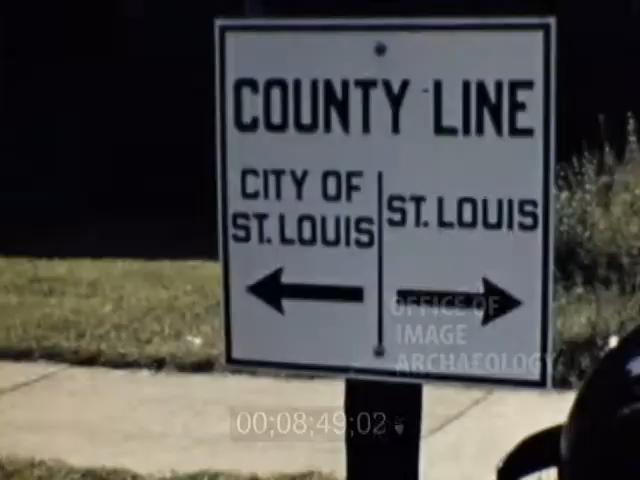 COUNTY LINE
CITY OF
ST. LOUIS
ST. LOUIS
OFFICE OF
IMAGE
ARCHAEOLOGY
00;08;49;02